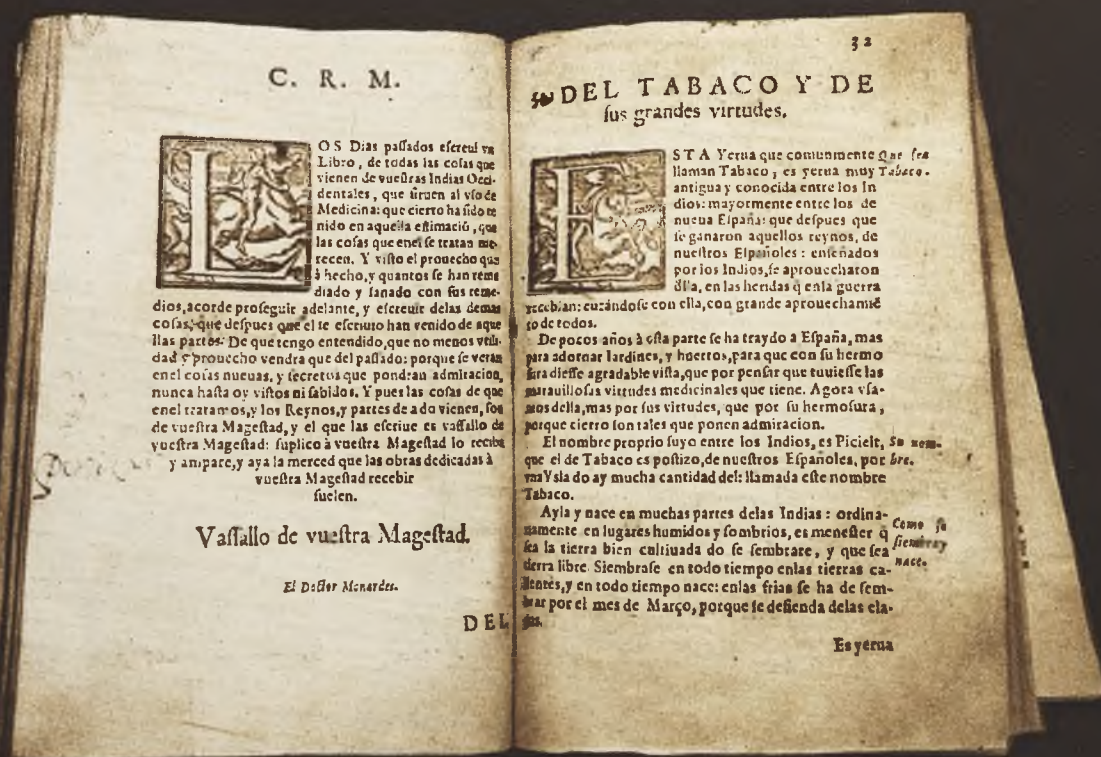 C. R. M.
LOS Dias paſſados eſcreui vn
Libro, de todas las coſas que
vienen de vueſtras Indias Occi-
dentales, que ſiruen al vſo de
Medicina: que cierto ha ſido te
nido en aquella eſtimaciõ, que
las coſas que enel ſe tratan me-
recen. Y viſto el prouecho que
à hecho, y quantos ſe han reme
diado y ſanado con ſus reme-
dios, acorde proſeguir adelante, y eſcreuir delas demas
coſas, que deſpues que el ſe eſcriuio han venido de aque
llas partes. De que tengo entendido, que no menos vtili-
dad y prouecho vendra que del paſſado: porque ſe veran
enel coſas nueuas, y ſecretos que pondran admiracion,
nunca haſta oy viſtos ni ſabidos. Y pues las coſas de que
enel tratamos, y los Reynos, y partes de ado vienen, ſon
de vueſtra Mageſtad, y el que las eſcriue es vaſſallo de
vueſtra Mageſtad: ſuplico à vueſtra Mageſtad lo reciba
y ampare, y aya la merced que las obras dedicadas à
vueſtra Mageſtad recebir
ſuelen.
Vaſſallo de vueſtra Mageſtad.
El Doctor Monardes.
DEL
32
DEL TABACO Y DE
ſus grandes virtudes.
ESTA Yerua que comunmente
llaman Tabaco, es yerua muy
antigua y conocida entre los In
dios: mayormente entre los de
nueua Eſpaña: que deſpues que
ſe ganaron aquellos reynos, de
nueſtros Eſpañoles: enſeñados
por los Indios, ſe aprouecharon
dlla, en las heridas q̃ enla guerra
recebian: curãdoſe con ella, con grande aprouechamiẽ
to de todos.
De pocos años à eſta parte ſe ha traydo a Eſpaña, mas
para adornar Iardines, y huertos, para que con ſu hermo
ſura dieſſe agradable viſta, que por penſar que tuuieſſe las
marauilloſas virtudes medicinales que tiene. Agora vſa-
mos della, mas por ſus virtudes, que por ſu hermoſura,
porque cierto ſon tales que ponen admiracion.
El nombre proprio ſuyo entre los Indios, es Picielt,
que el de Tabaco es poſtizo, de nueſtros Eſpañoles, por
vna Yſla do ay mucha cantidad del: llamada eſte nombre
Tabaco.
Ayla y nace en muchas partes delas Indias: ordina-
namente en lugares humidos y ſombrios, es meneſter q̃
ſea la tierra bien cultiuada do ſe ſembrare, y que ſea
tierra libre. Siembraſe en todo tiempo enlas tierras ca-
lientes, y en todo tiempo nace: enlas frias ſe ha de ſem-
brar por el mes de Março, porque ſe defienda delas ela-
das.
Es yerua
Que ſea
Tabaco.
Su nom-
bre.
Como ſe
ſiembra y
nace.